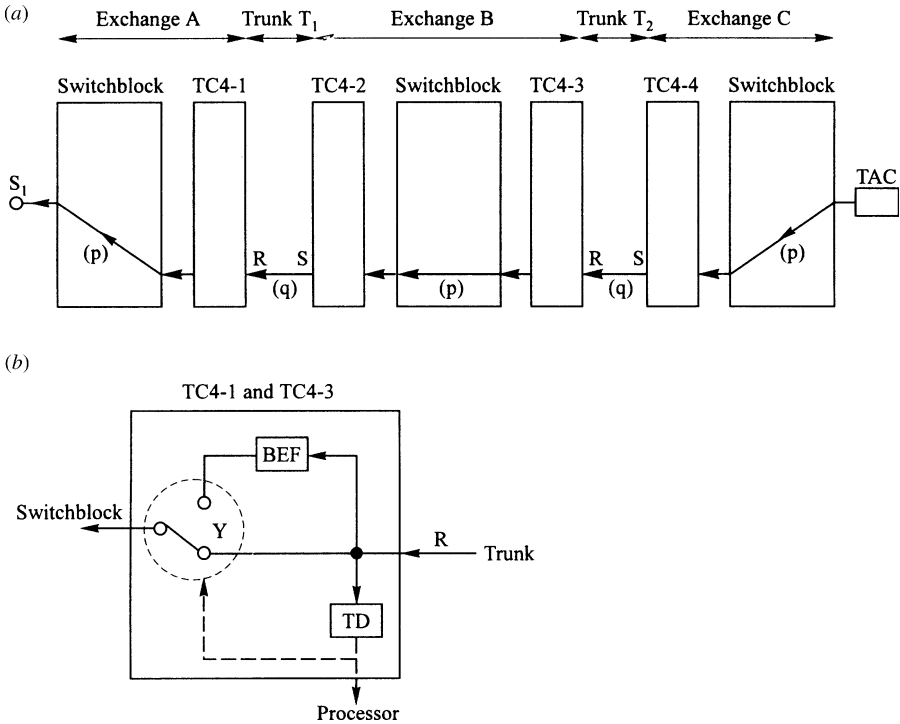 (a)
Exchange A Trunk T₁ Exchange B Trunk T₂ Exchange C
Switchblock TC4-1 TC4-2 Switchblock TC4-3 TC4-4 Switchblock
TAC
S₁
(p) R S (q) (p) R S (q) (p)
(b)
TC4-1 and TC4-3
BEF
Switchblock Y R Trunk
TD
Processor